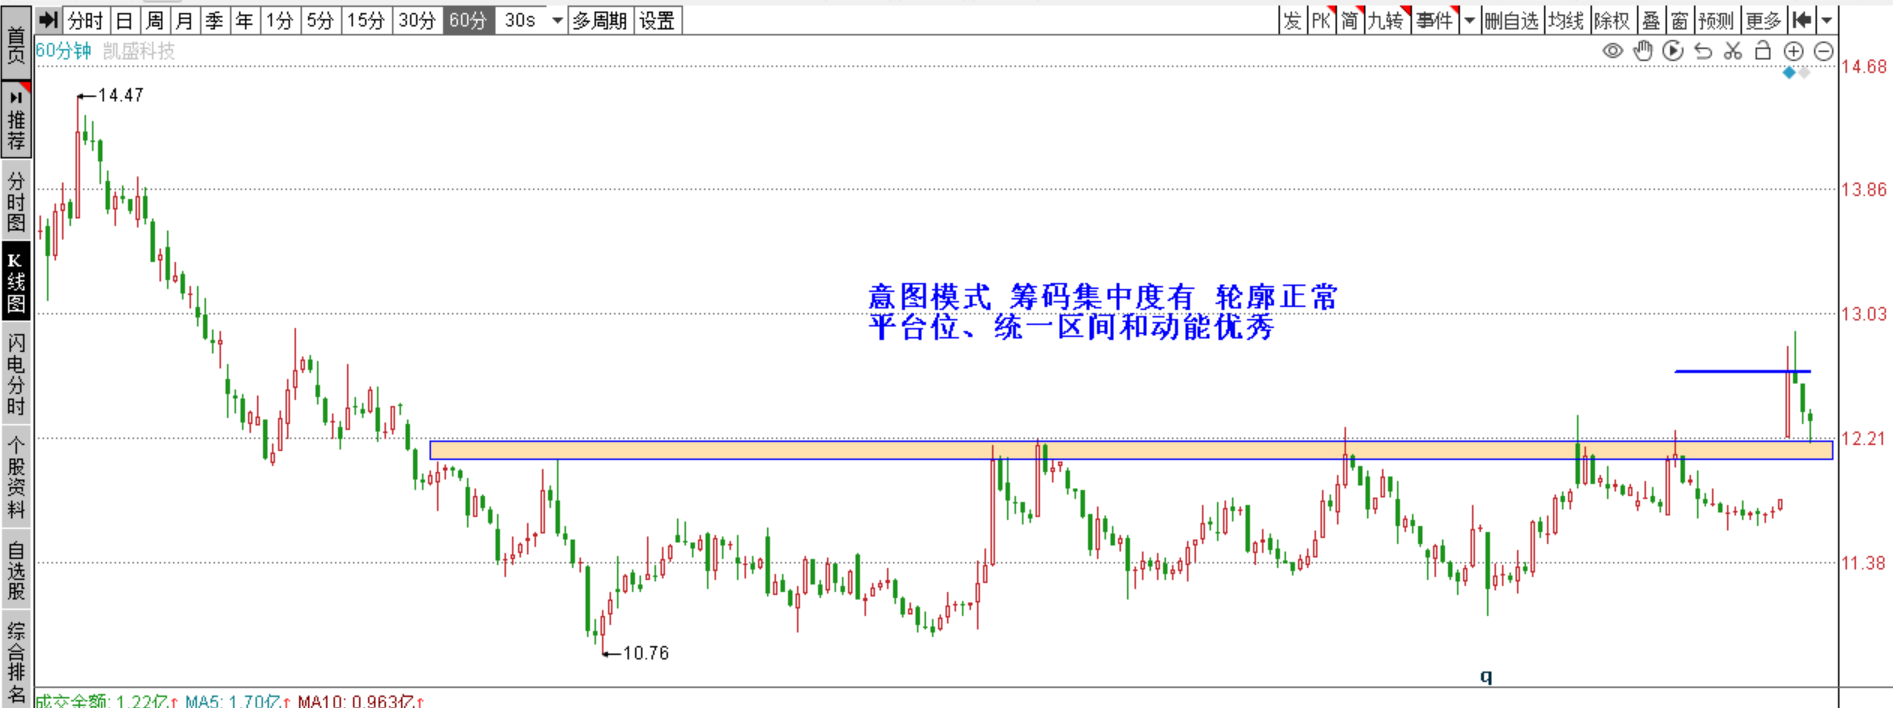 分时 日 周 月 季 年 1分 5分 15分 30分 60分 30s 多周期 设置 发 PK 简 九转 事件 删自选 均线 除权 叠 窗 预测 更多
首页
推荐
分时图
K线图
闪电分时
个股资料
自选股
综合排名
60分钟 凯盛科技
14.68
14.47
13.86
意图模式 筹码集中度有 轮廓正常
平台位、统一区间和动能优秀
13.03
12.21
11.38
10.76
q
成交金额: 1.22亿↑ MA5: 1.70亿↑ MA10: 0.963亿↑